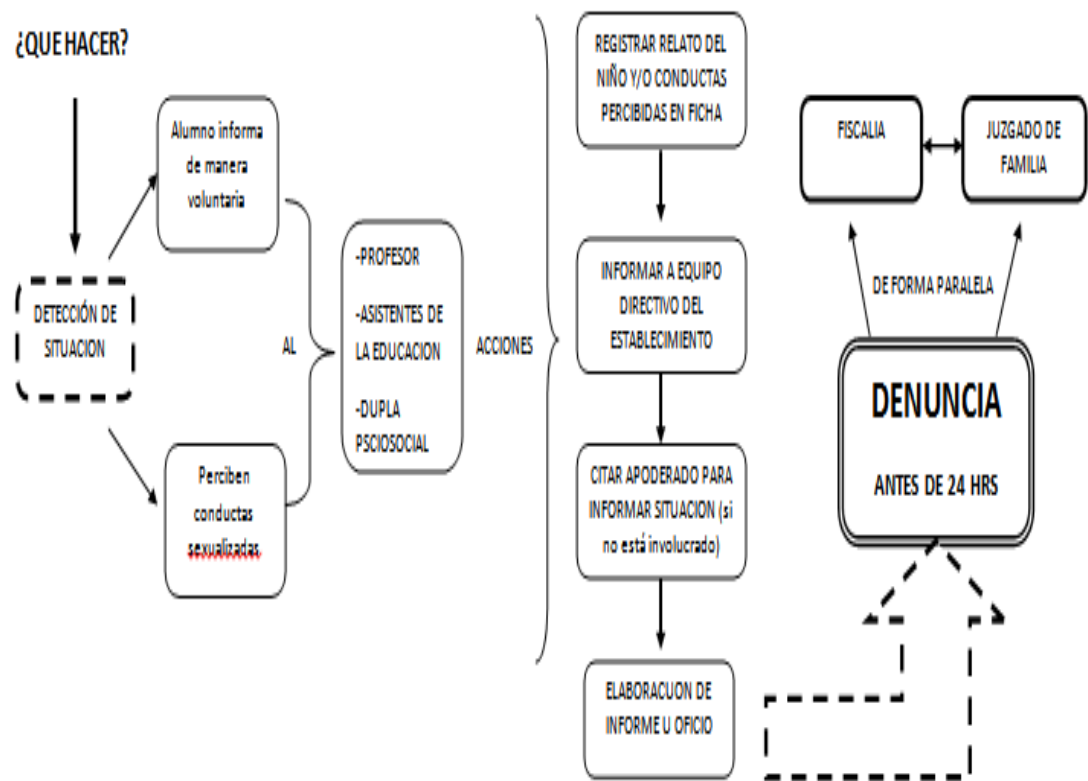 ¿QUE HACER?
DETECCIÓN DE
SITUACION
Alumno informa
de manera
voluntaria
Perciben
conductas
sexualizadas
AL
-PROFESOR
-ASISTENTES DE
LA EDUCACION
-DUPLA
PSCIOSOCIAL
ACCIONES
REGISTRAR RELATO DEL
NIÑO Y/O CONDUCTAS
PERCIBIDAS EN FICHA
INFORMAR A EQUIPO
DIRECTIVO DEL
ESTABLECIMIENTO
CITAR APODERADO PARA
INFORMAR SITUACION (si
no está involucrado)
ELABORACUON DE
INFORME U OFICIO
DENUNCIA
ANTES DE 24 HRS
DE FORMA PARALELA
FISCALIA
JUZGADO DE
FAMILIA